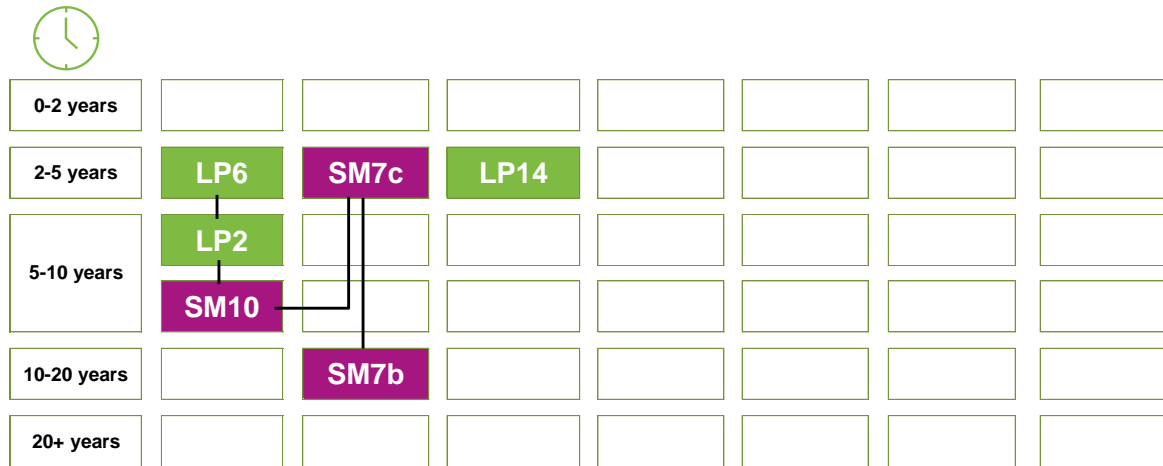 0-2 years
2-5 years
LP6
SM7c
LP14
5-10 years
LP2
SM10
10-20 years
SM7b
20+ years